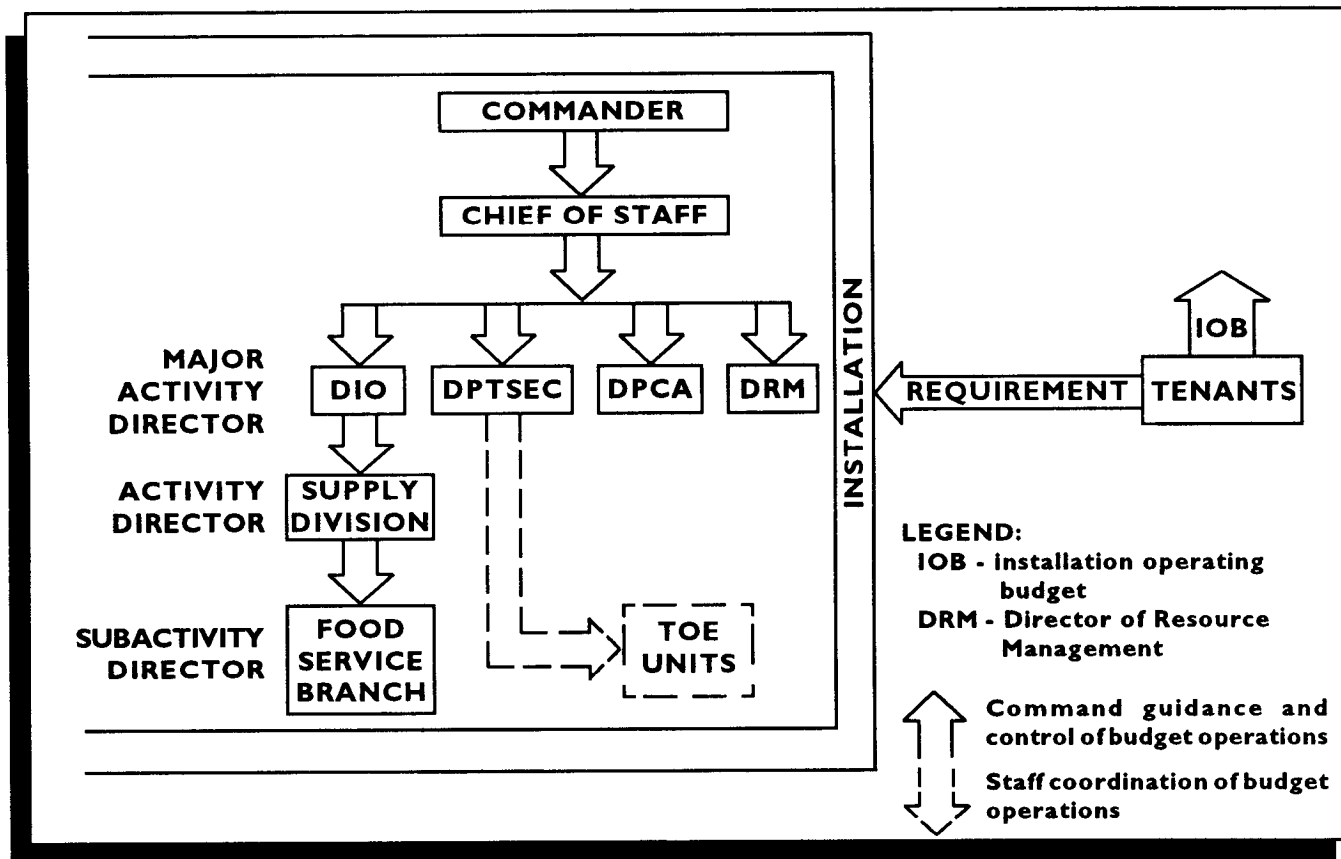 COMMANDER
CHIEF OF STAFF
MAJOR
ACTIVITY
DIRECTOR
DIO
DPTSEC
DPCA
DRM
ACTIVITY
DIRECTOR
SUPPLY
DIVISION
SUBACTIVITY
DIRECTOR
FOOD
SERVICE
BRANCH
TOE
UNITS
INSTALLATION
IOB
REQUIREMENT
TENANTS
LEGEND:
IOB - installation operating
budget
DRM - Director of Resource
Management
Command guidance and
control of budget operations
Staff coordination of budget
operations